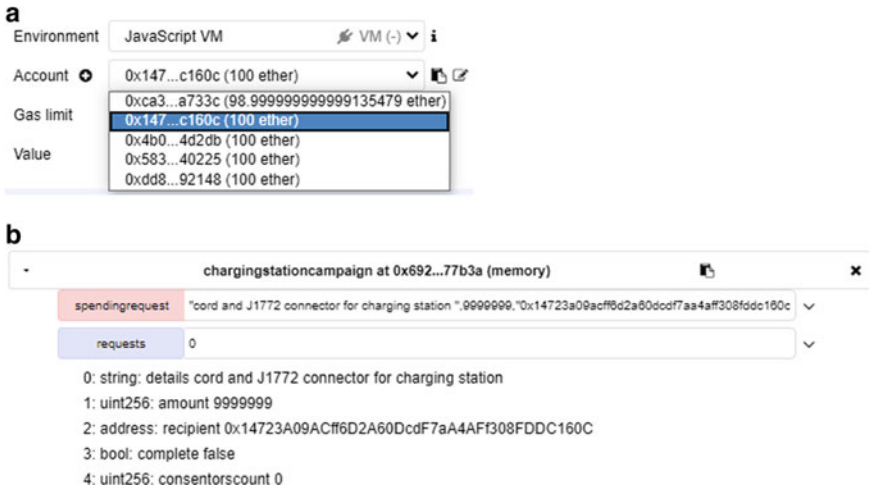 a
Environment JavaScript VM VM (-) i
Account 0x147...c160c (100 ether)
0xca3...a733c (98.999999999999135479 ether)
Gas limit
0x147...c160c (100 ether)
0x4b0...4d2db (100 ether)
Value
0x583...40225 (100 ether)
0xdd8...92148 (100 ether)
b
- chargingstationcampaign at 0x692...77b3a (memory) ×
spendingrequest "cord and J1772 connector for charging station ",9999999,"0x14723a09acff6d2a60dcdf7aa4aff308fddc160c
requests 0
0: string: details cord and J1772 connector for charging station
1: uint256: amount 9999999
2: address: recipient 0x14723A09ACff6D2A60DcdF7aA4AFf308FDDC160C
3: bool: complete false
4: uint256: consentorscount 0